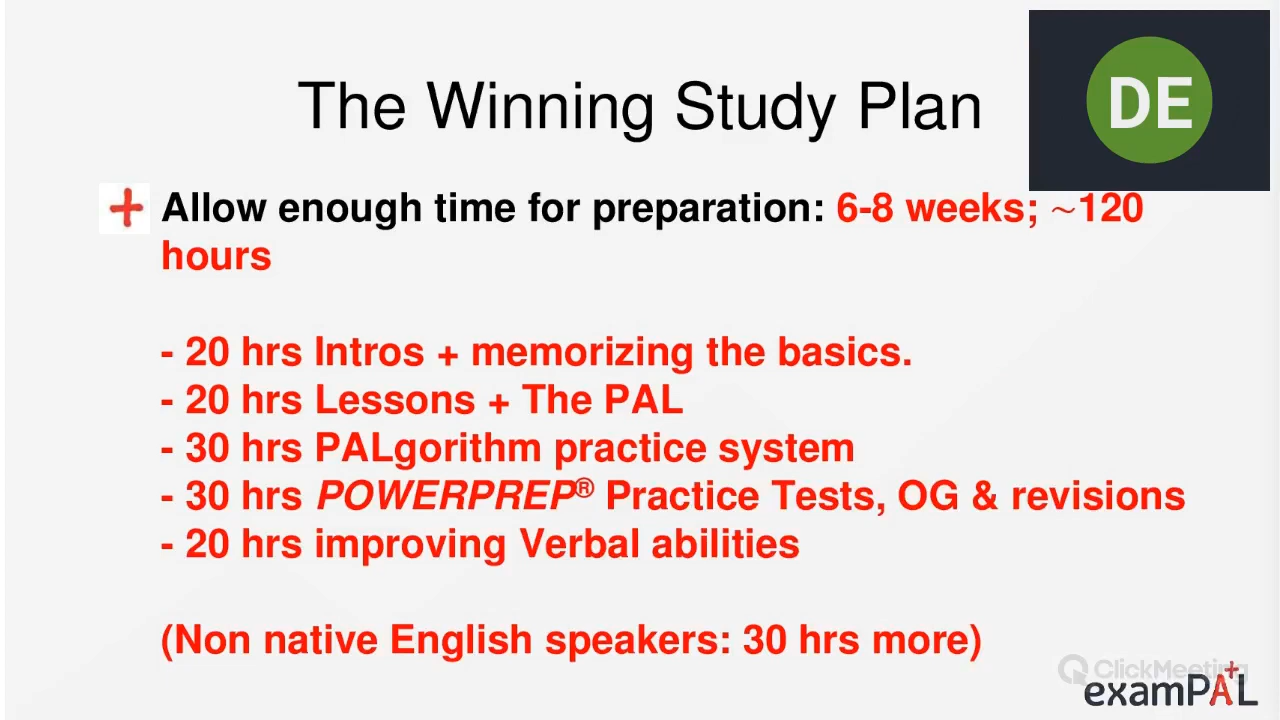 DE
The Winning Study Plan
Allow enough time for preparation: 6-8 weeks; ~120
hours
- 20 hrs Intros + memorizing the basics.
- 20 hrs Lessons + The PAL
- 30 hrs PALgorithm practice system
- 30 hrs POWERPREP® Practice Tests, OG & revisions
- 20 hrs improving Verbal abilities
(Non native English speakers: 30 hrs more)
ClickMeeting
examPAL